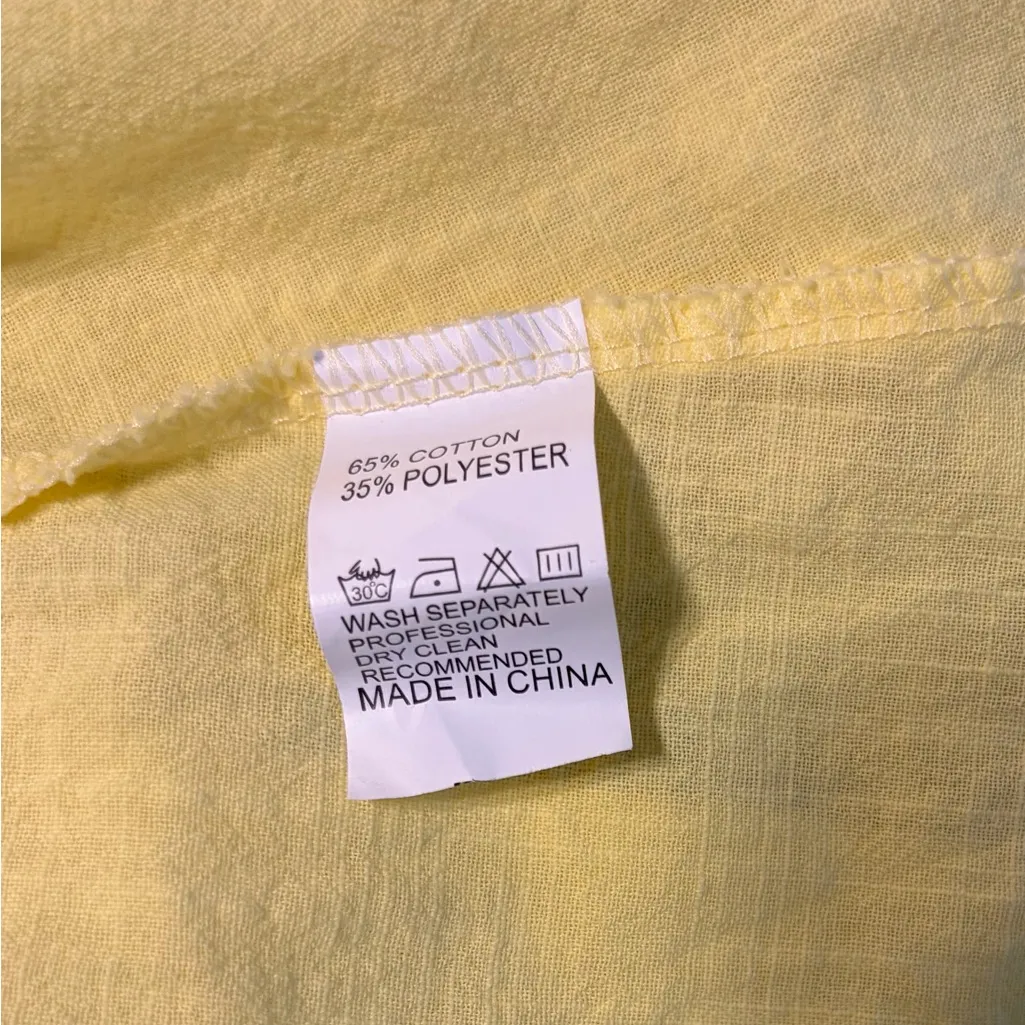 65% COTTON
35% POLYESTER
30°C
WASH SEPARATELY
PROFESSIONAL
DRY CLEAN
RECOMMENDED
MADE IN CHINA